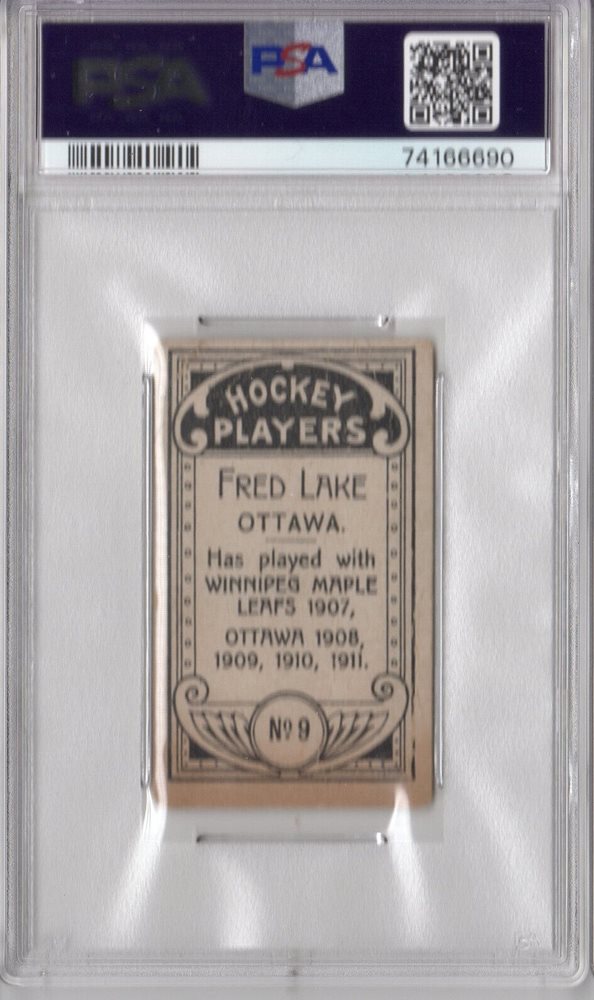 PSA
PSA
74166690
HOCKEY
PLAYERS
FRED LAKE
OTTAWA.
Has played with
WINNIPEG MAPLE
LEAFS 1907,
OTTAWA 1908,
1909, 1910, 1911.
Nº 9